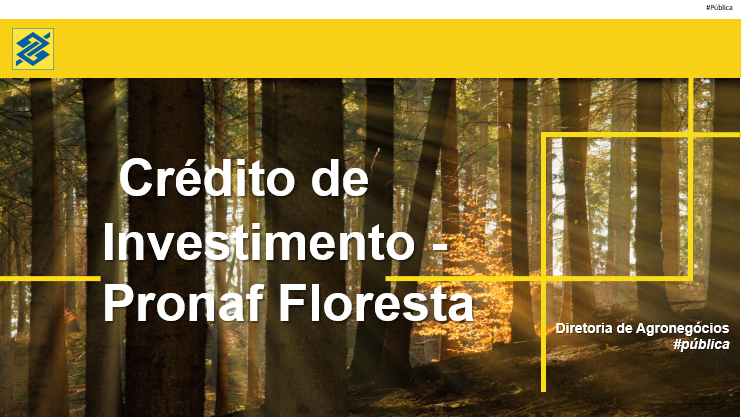 #Pública
Crédito de
Investimento -
Pronaf Floresta
Diretoria de Agronegócios
#pública